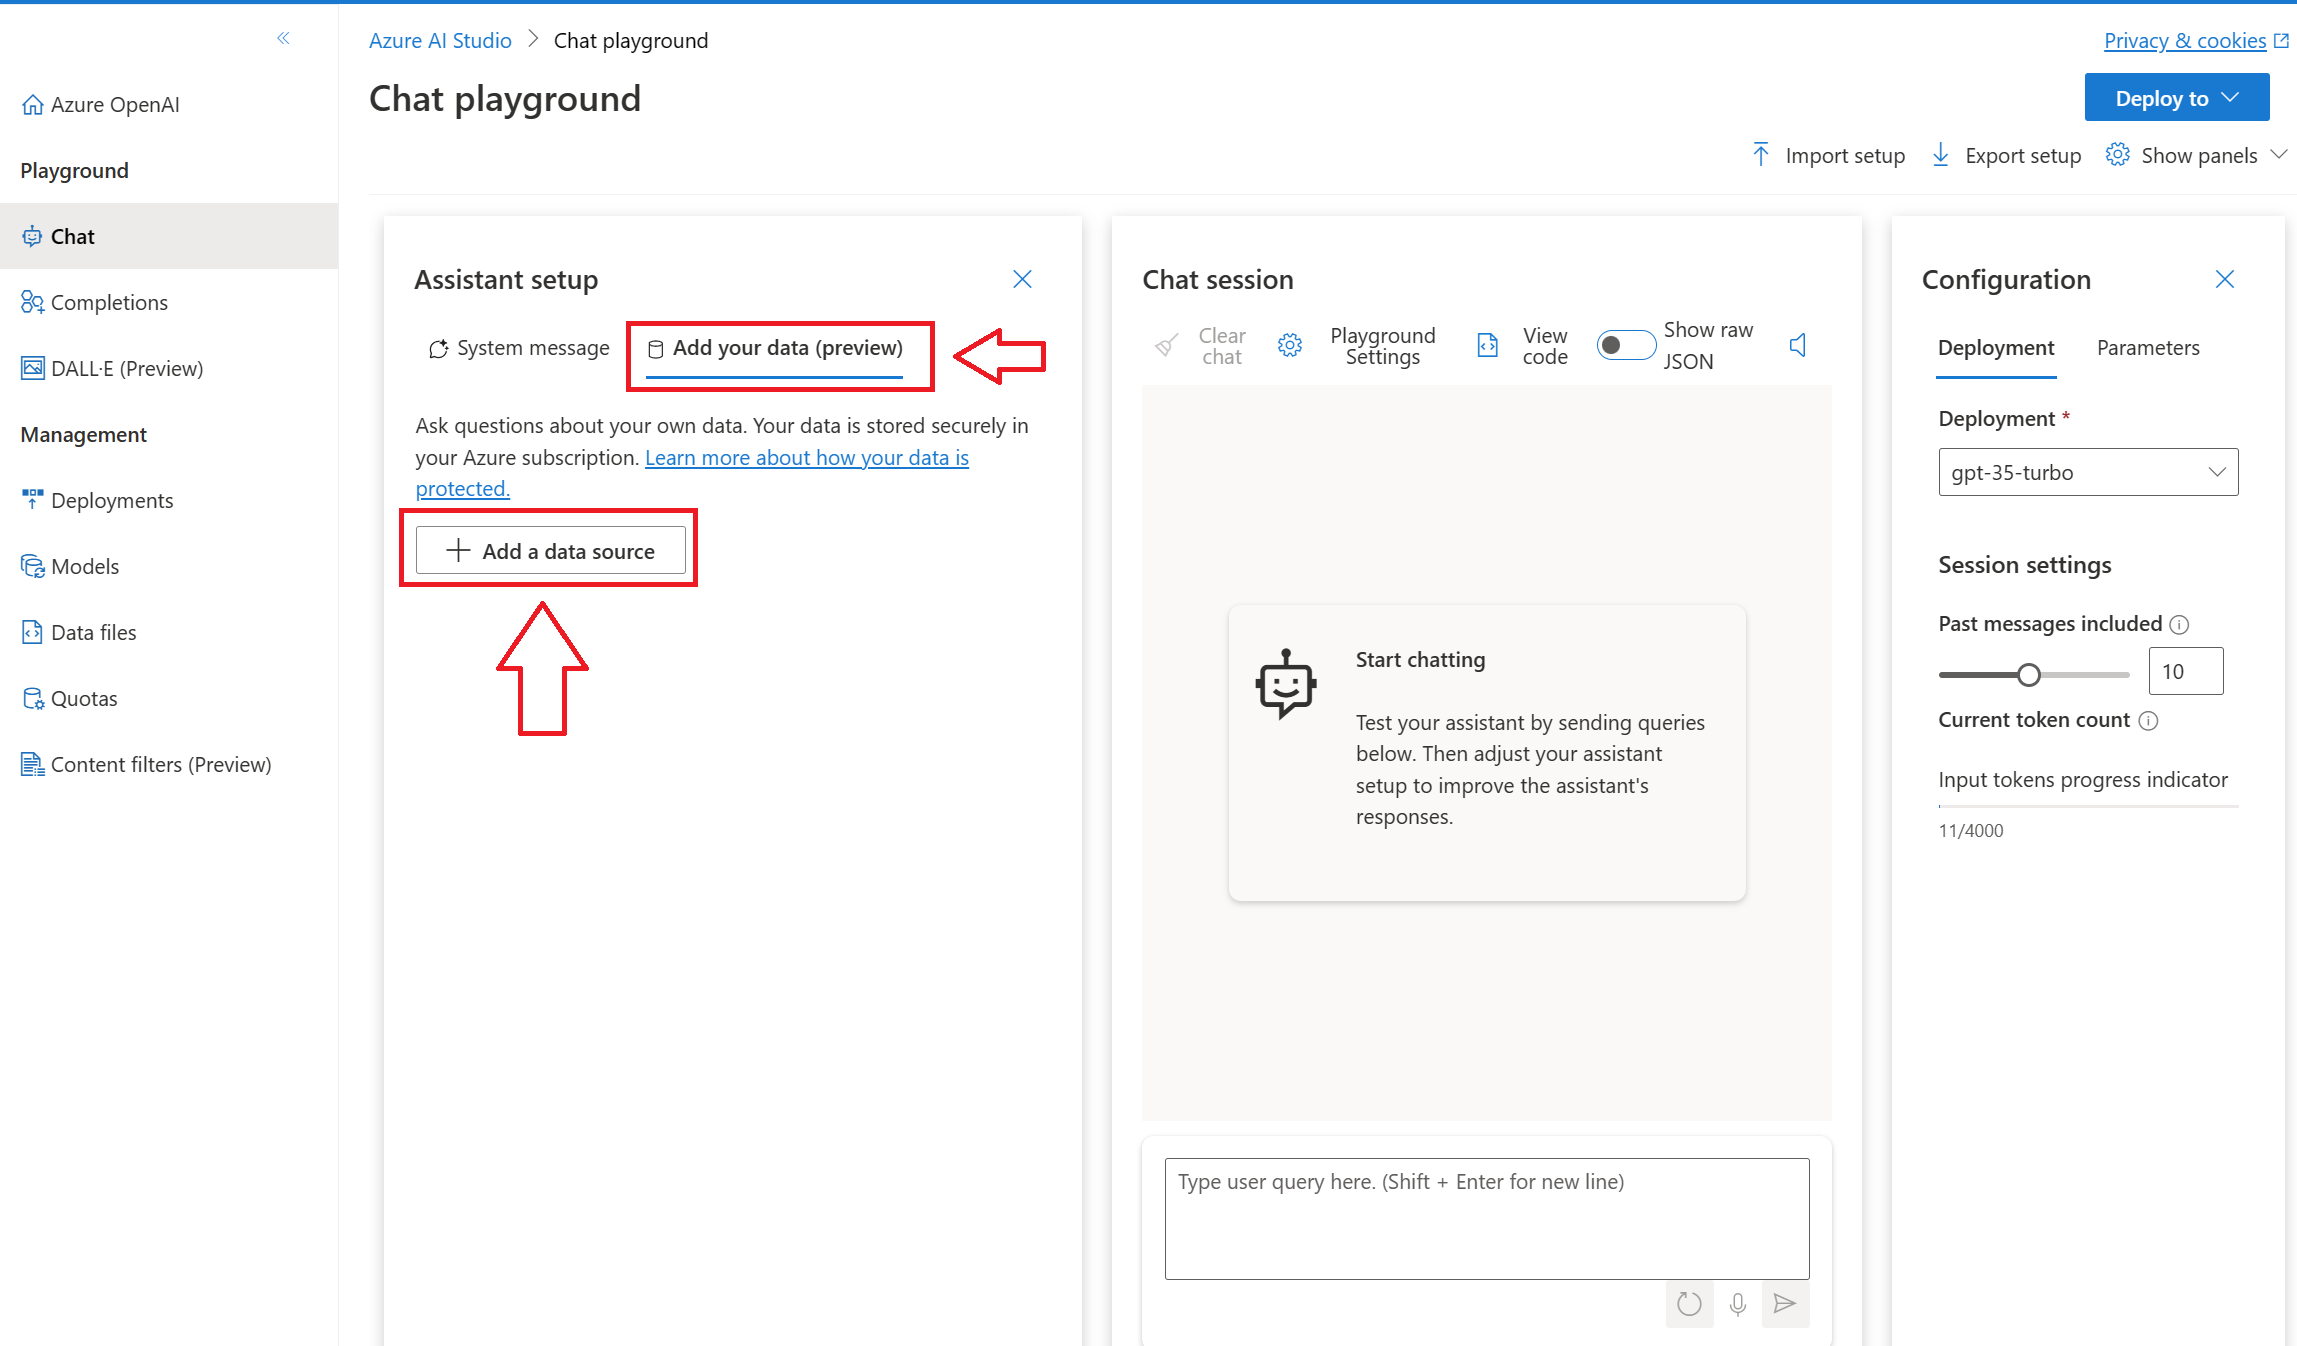 Azure AI Studio > Chat playground
Privacy & cookies
Chat playground
Deploy to
Import setup
Export setup
Show panels
Azure OpenAI
Playground
Chat
Completions
DALL·E (Preview)
Management
Deployments
Models
Data files
Quotas
Content filters (Preview)
Assistant setup
System message
Add your data (preview)
Ask questions about your own data. Your data is stored securely in
your Azure subscription. Learn more about how your data is
protected.
Add a data source
Chat session
Clear
chat
Playground
Settings
View
code
Show raw
JSON
Start chatting
Test your assistant by sending queries
below. Then adjust your assistant
setup to improve the assistant's
responses.
Type user query here. (Shift + Enter for new line)
Configuration
Deployment
Parameters
Deployment *
gpt-35-turbo
Session settings
Past messages included
10
Current token count
Input tokens progress indicator
11/4000